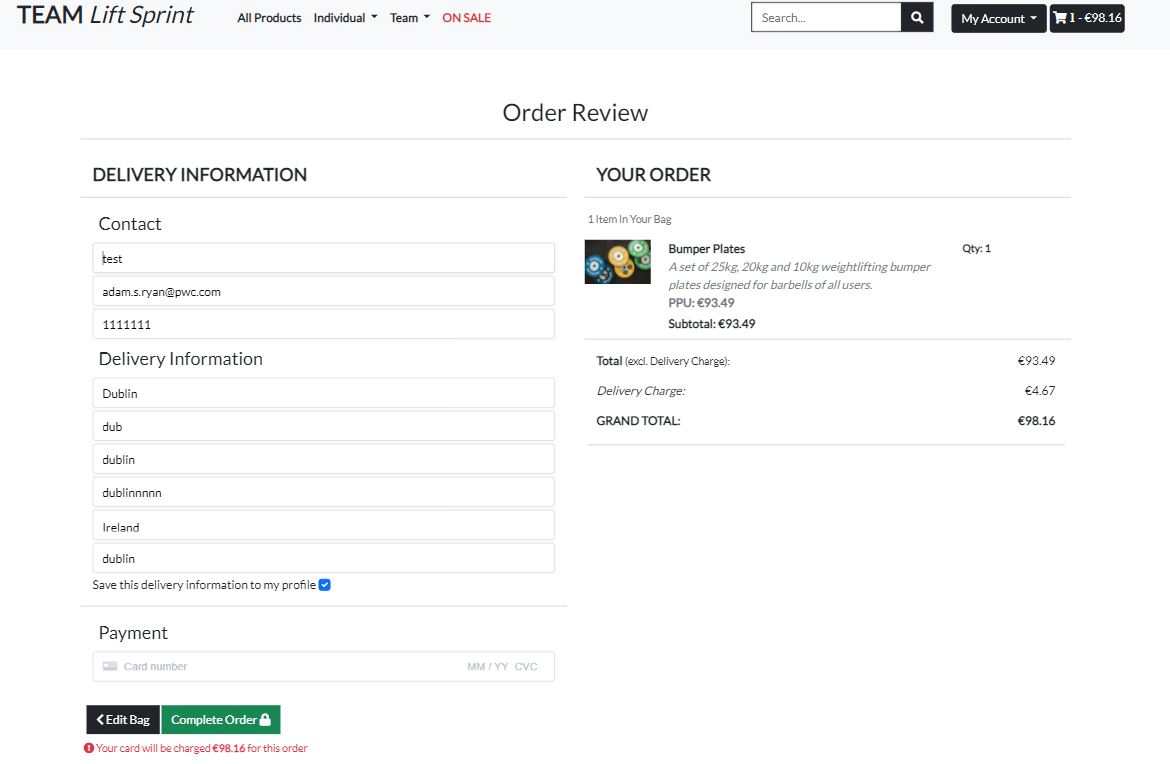 TEAM Lift Sprint All Products Individual Team ON SALE Search... My Account 1 - €98.16
Order Review
DELIVERY INFORMATION
Contact
test
adam.s.ryan@pwc.com
1111111
Delivery Information
Dublin
dub
dublin
dublinnnnn
Ireland
dublin
Save this delivery information to my profile
Payment
Card number MM / YY CVC
Edit Bag Complete Order
Your card will be charged €98.16 for this order
YOUR ORDER
1 Item In Your Bag
Bumper Plates Qty: 1
A set of 25kg, 20kg and 10kg weightlifting bumper
plates designed for barbells of all users.
PPU: €93.49
Subtotal: €93.49
Total (excl. Delivery Charge): €93.49
Delivery Charge: €4.67
GRAND TOTAL: €98.16